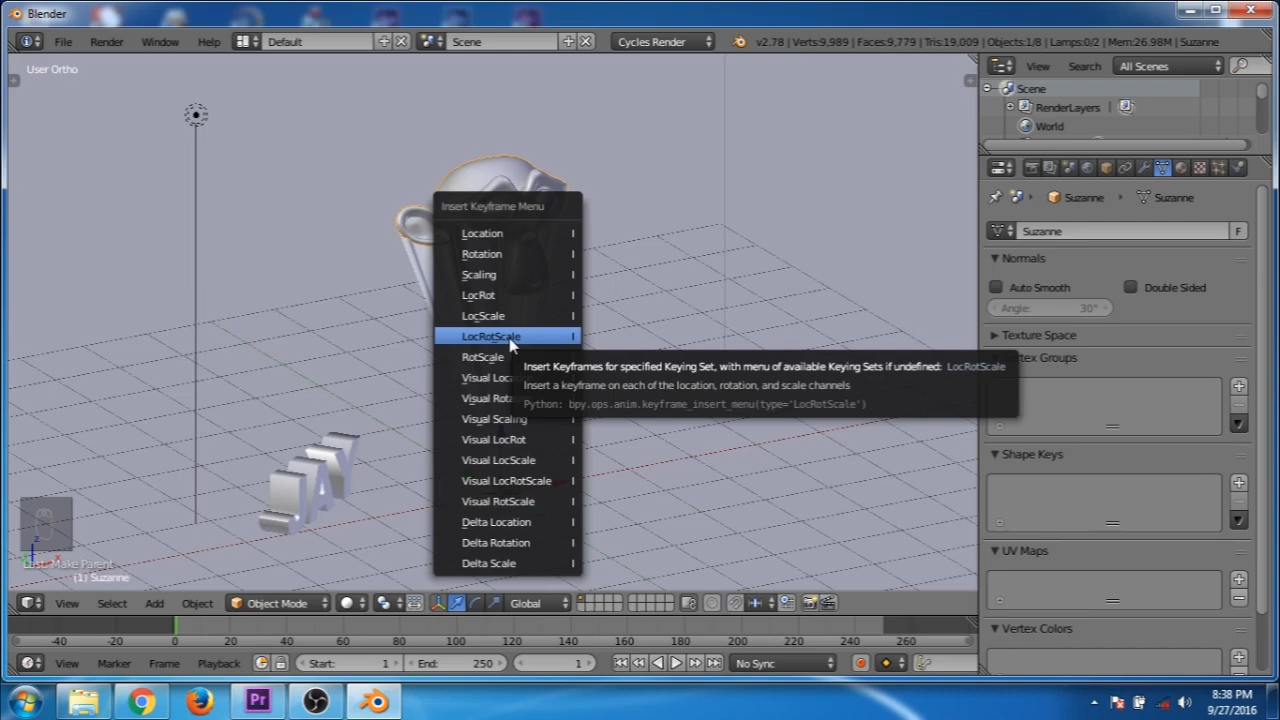 Blender
File Render Window Help Default Scene Cycles Render v2.78 | Verts:9,989 | Faces:9,779 | Tris:19,009 | Objects:1/8 | Lamps:0/2 | Mem:26.98M | Suzanne
User Ortho
View Search All Scenes
Scene
RenderLayers |
World
Insert Keyframe Menu
Location I
Rotation I
Scaling I
LocRot I
LocScale I
LocRotScale I
RotScale
Visual Loca
Visual Rota
Visual Scaling I
Visual LocRot I
Visual LocScale I
Visual LocRotScale I
Visual RotScale I
Delta Location I
Delta Rotation I
Delta Scale I
Insert Keyframes for specified Keying Set, with menu of available Keying Sets if undefined: LocRotScale
Insert a keyframe on each of the location, rotation, and scale channels
Python: bpy.ops.anim.keyframe_insert_menu(type='LocRotScale')
JAY
z
x
Last: Make Parent
(1) Suzanne
Suzanne Suzanne
Suzanne F
Normals
Auto Smooth Double Sided
Angle: 30°
Texture Space
ertex Groups
Shape Keys
UV Maps
Vertex Colors
View Select Add Object Object Mode Global
-40 -20 0 20 40 60 80 100 120 140 160 180 200 220 240 260
View Marker Frame Playback Start: 1 End: 250 1 No Sync
Pr
8:38 PM
9/27/2016